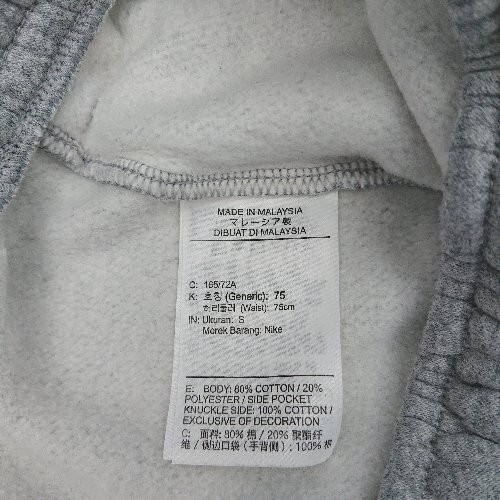 MADE IN MALAYSIA
マレーシア製
DIBUAT DI MALAYSIA
C: 165/72A
K: 호칭 (Generic): 75
허리둘레 (Waist): 75cm
IN: Ukuran: S
Merek Barang: Nike
E: BODY: 80% COTTON / 20%
POLYESTER / SIDE POCKET
KNUCKLE SIDE: 100% COTTON /
EXCLUSIVE OF DECORATION
C: 面料: 80% 棉 / 20% 聚酯纤
维 / 侧边口袋 (手背侧) : 100% 棉